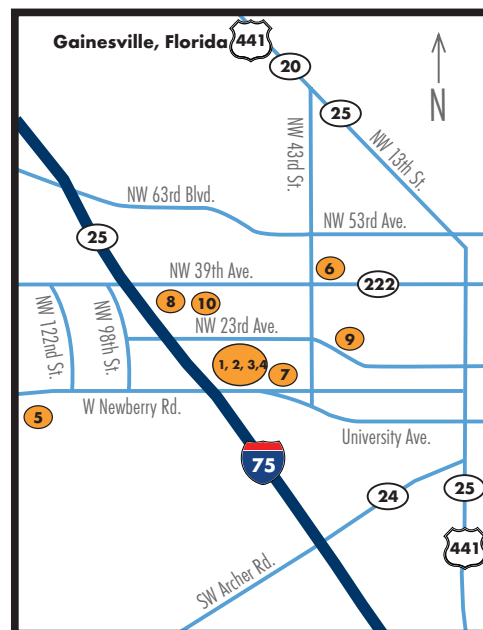 Gainesville, Florida
441
20
N
25
NW 43rd St.
NW 13th St.
NW 63rd Blvd.
NW 53rd Ave.
25
6
NW 39th Ave.
222
8
10
NW 122nd St.
NW 98th St.
NW 23rd Ave.
9
1, 2, 3,4
7
W Newberry Rd.
5
University Ave.
75
24
25
441
SW Archer Rd.